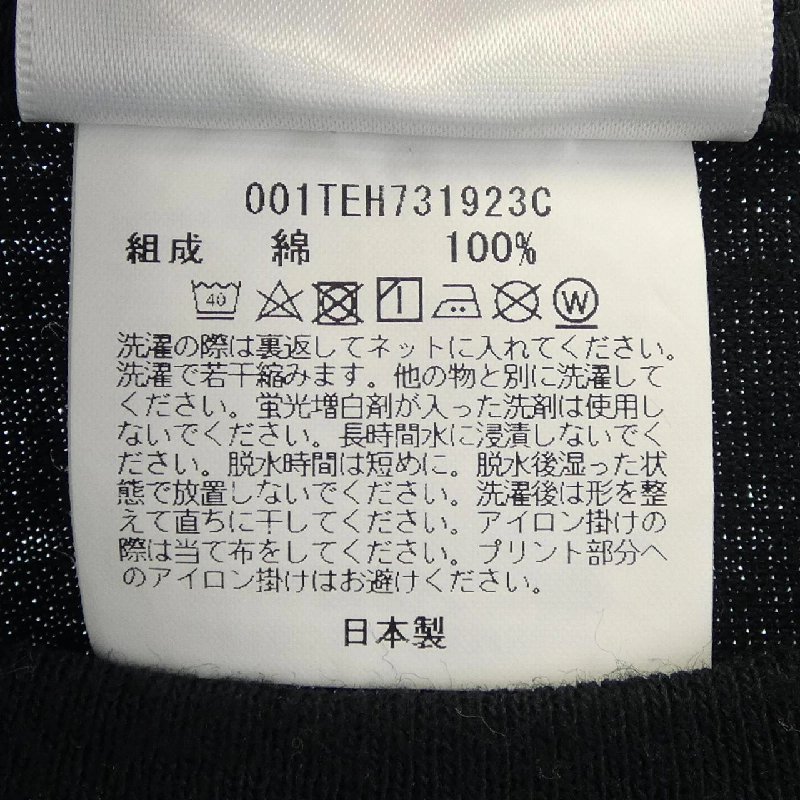 001TEH731923C
組成 綿 100%
40 W
洗濯の際は裏返してネットに入れてください。
洗濯で若干縮みます。他の物と別に洗濯して
ください。蛍光増白剤が入った洗剤は使用し
ないでください。長時間水に浸漬しないでく
ださい。脱水時間は短めに。脱水後湿った状
態で放置しないでください。洗濯後は形を整
えて直ちに干してください。アイロン掛けの
際は当て布をしてください。プリント部分へ
のアイロン掛けはお避けください。
日本製